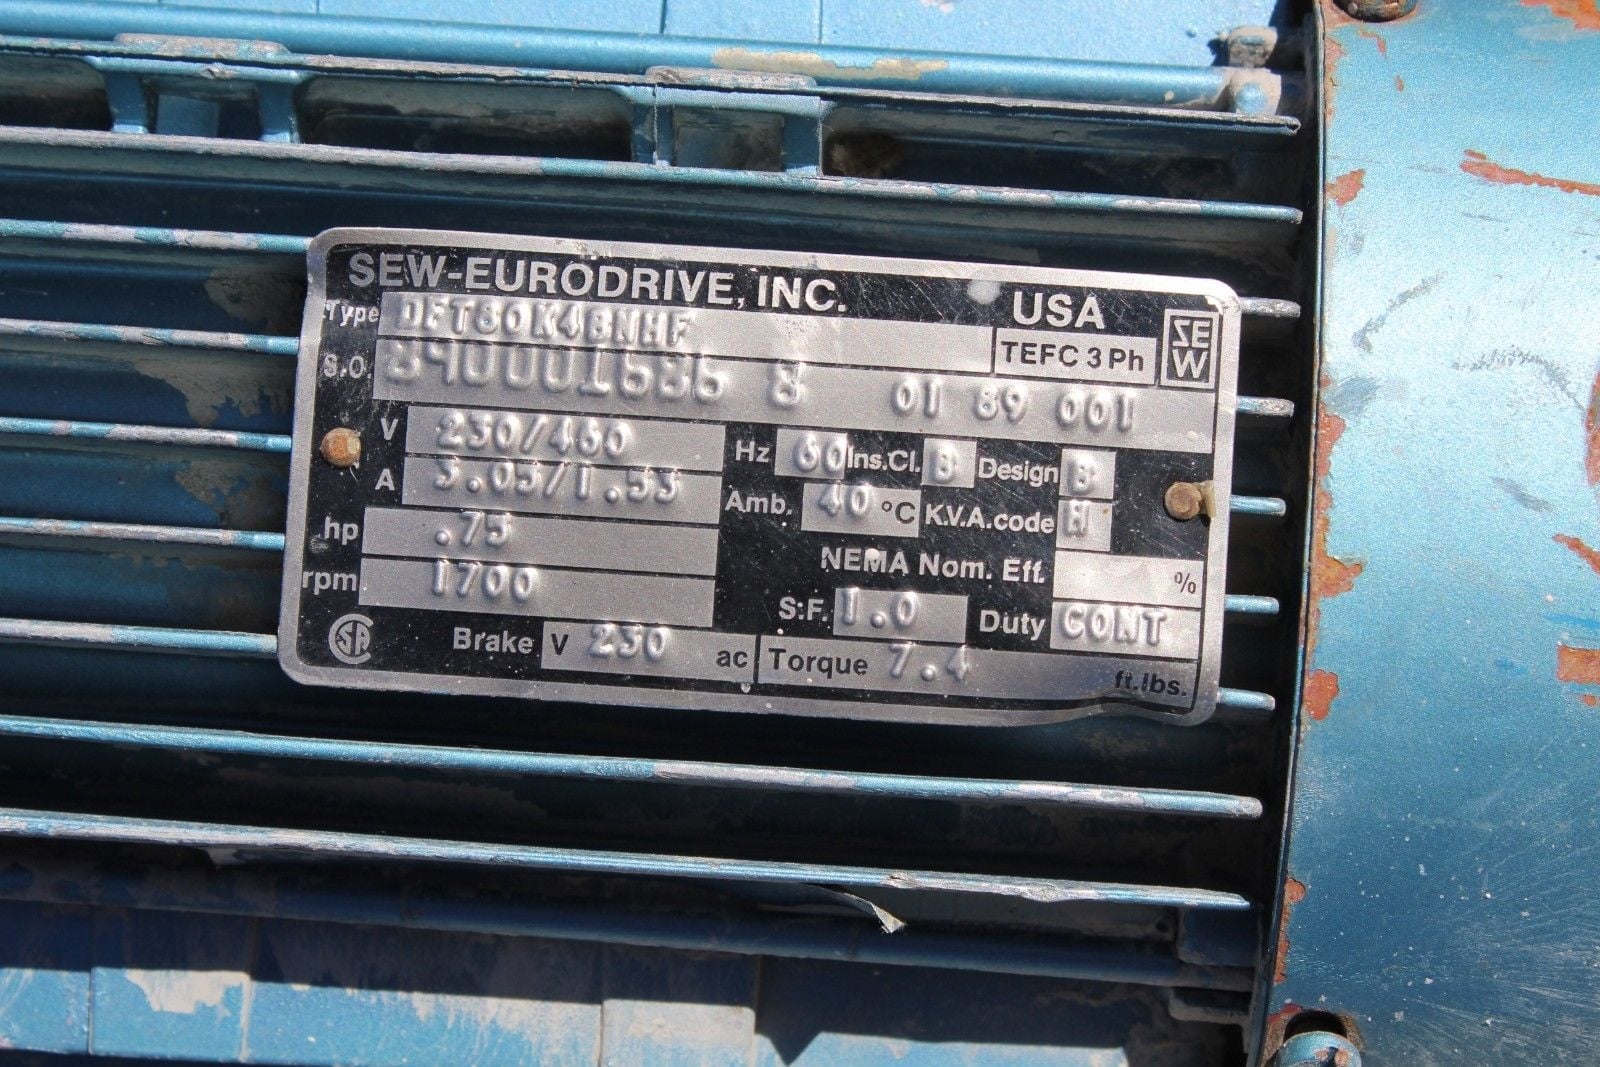 SEW-EURODRIVE, INC. USA
Type DFT80K4BNHF TEFC 3 Ph SEW
S.O. 8 01 89 001
V 230/460 Hz 60 Ins.Cl. B Design B
A 3.05/1.53 Amb. 40 °C K.V.A.code H
hp .75 NEMA Nom. Eff. %
rpm 1700 S.F. 1.0 Duty CONT
SA Brake V 230 ac Torque 7.4 ft.lbs.